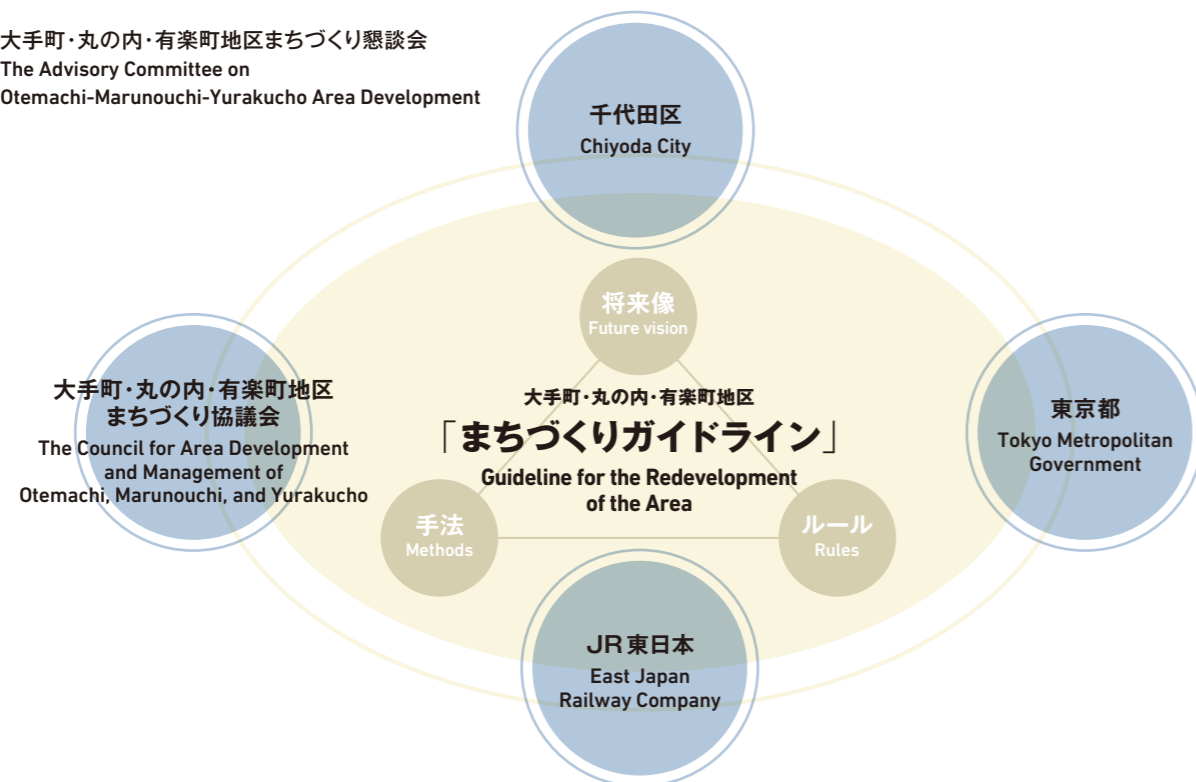 大手町・丸の内・有楽町地区まちづくり懇談会
The Advisory Committee on
Otemachi-Marunouchi-Yurakucho Area Development
千代田区
Chiyoda City
将来像
Future vision
大手町・丸の内・有楽町地区
まちづくり協議会
The Council for Area Development
and Management of
Otemachi, Marunouchi, and Yurakucho
大手町・丸の内・有楽町地区
「まちづくりガイドライン」
Guideline for the Redevelopment
of the Area
東京都
Tokyo Metropolitan
Government
手法
Methods
ルール
Rules
JR東日本
East Japan
Railway Company